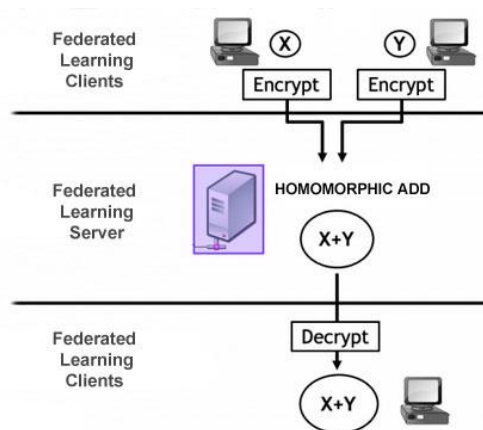 Federated
Learning
Clients
X
Y
Encrypt
Encrypt
Federated
Learning
Server
HOMOMORPHIC ADD
X+Y
Federated
Learning
Clients
Decrypt
X+Y